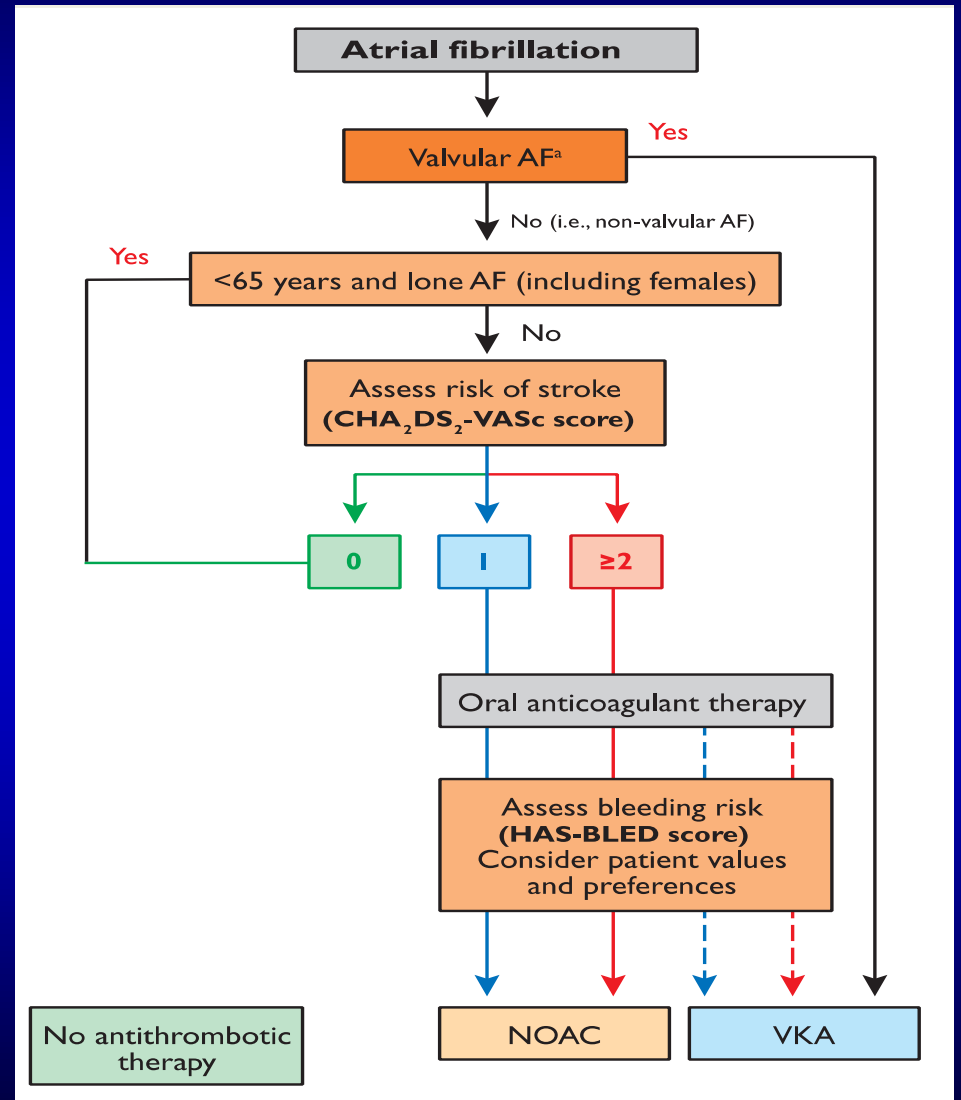 Atrial fibrillation
Yes
Valvular AFᵃ
No (i.e., non-valvular AF)
Yes
<65 years and lone AF (including females)
No
Assess risk of stroke
(CHA₂DS₂-VASc score)
0
1
≥2
Oral anticoagulant therapy
Assess bleeding risk
(HAS-BLED score)
Consider patient values
and preferences
No antithrombotic
therapy
NOAC
VKA